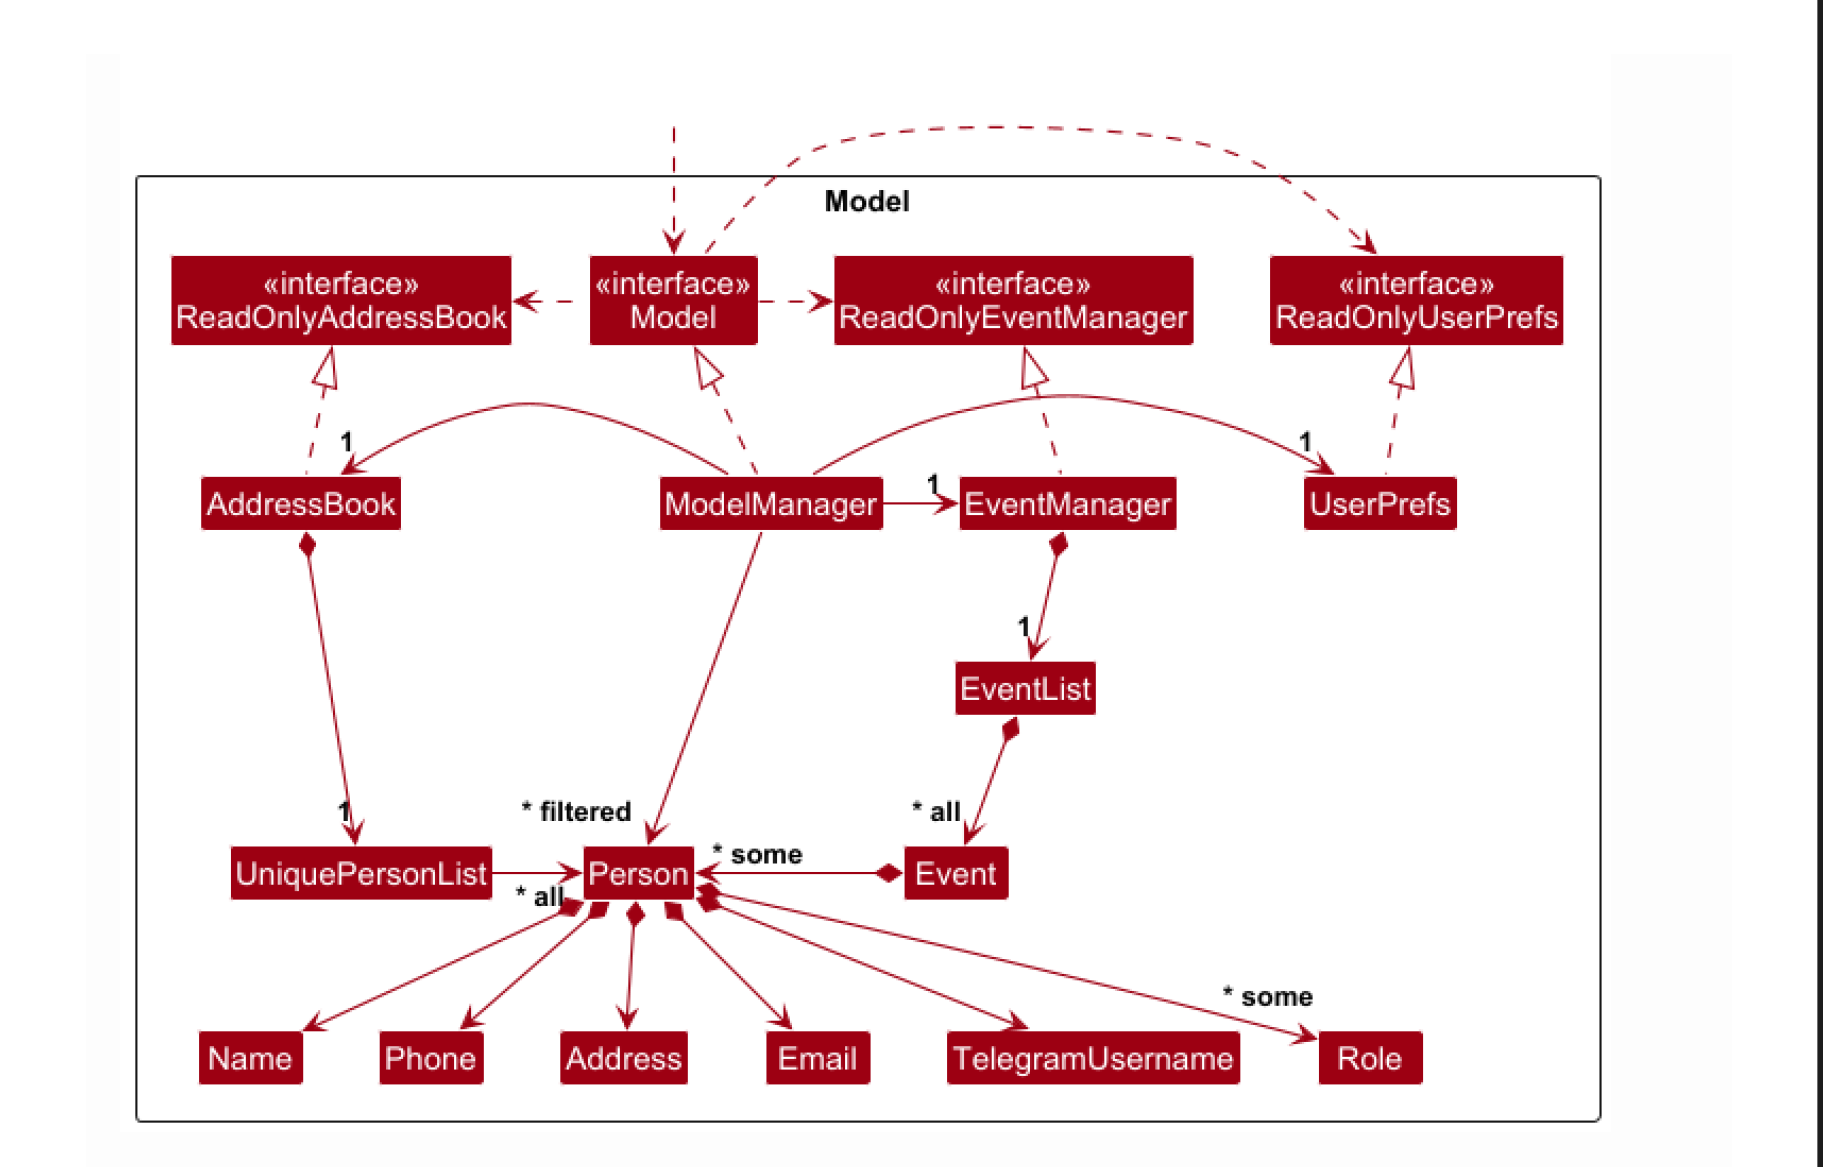 Model
«interface»
ReadOnlyAddressBook
«interface»
Model
«interface»
ReadOnlyEventManager
«interface»
ReadOnlyUserPrefs
1
1
1
AddressBook
ModelManager
EventManager
UserPrefs
1
EventList
1
* filtered
* all
* some
UniquePersonList
Person
Event
* all
* some
Name
Phone
Address
Email
TelegramUsername
Role